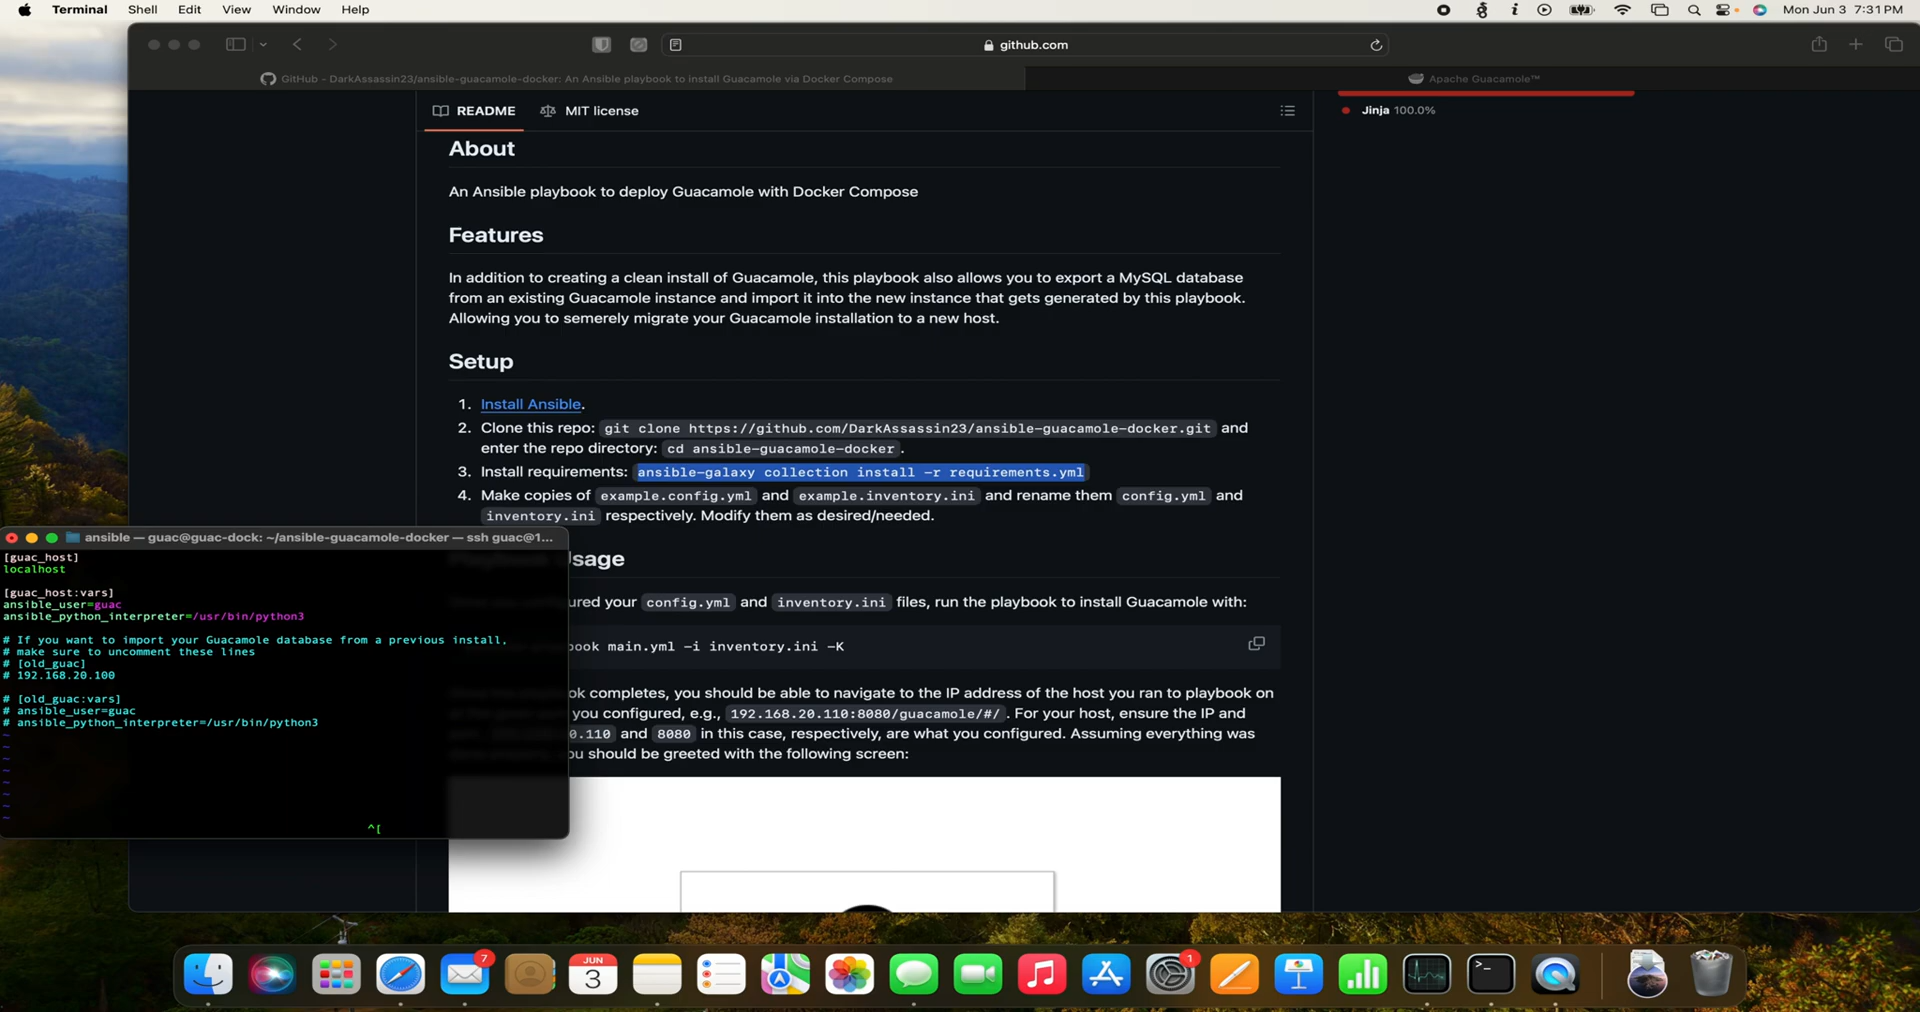 Terminal Shell Edit View Window Help
Mon Jun 3 7:31 PM
github.com
GitHub - DarkAssassin23/ansible-guacamole-docker: An Ansible playbook to install Guacamole via Docker Compose
Apache Guacamole™
README MIT license
Jinja 100.0%
About
An Ansible playbook to deploy Guacamole with Docker Compose
Features
In addition to creating a clean install of Guacamole, this playbook also allows you to export a MySQL database
from an existing Guacamole instance and import it into the new instance that gets generated by this playbook.
Allowing you to semerely migrate your Guacamole installation to a new host.
Setup
1. Install Ansible.
2. Clone this repo: git clone https://github.com/DarkAssassin23/ansible-guacamole-docker.git and
enter the repo directory: cd ansible-guacamole-docker.
3. Install requirements: ansible-galaxy collection install -r requirements.yml
4. Make copies of example.config.yml and example.inventory.ini and rename them config.yml and
inventory.ini respectively. Modify them as desired/needed.
sage
ured your config.yml and inventory.ini files, run the playbook to install Guacamole with:
ook main.yml -i inventory.ini -K
ok completes, you should be able to navigate to the IP address of the host you ran to playbook on
you configured, e.g., 192.168.20.110:8080/guacamole/#/. For your host, ensure the IP and
0.110 and 8080 in this case, respectively, are what you configured. Assuming everything was
ou should be greeted with the following screen:
ansible — guac@guac-dock: ~/ansible-guacamole-docker — ssh guac@1...
[guac_host]
localhost
[guac_host:vars]
ansible_user=guac
ansible_python_interpreter=/usr/bin/python3
# If you want to import your Guacamole database from a previous install.
# make sure to uncomment these lines
# [old_guac]
# 192.168.20.100
# [old_guac:vars]
# ansible_user=guac
# ansible_python_interpreter=/usr/bin/python3
~
~
~
~
~
~
~
~
^[
7
JUN
3
1
>_